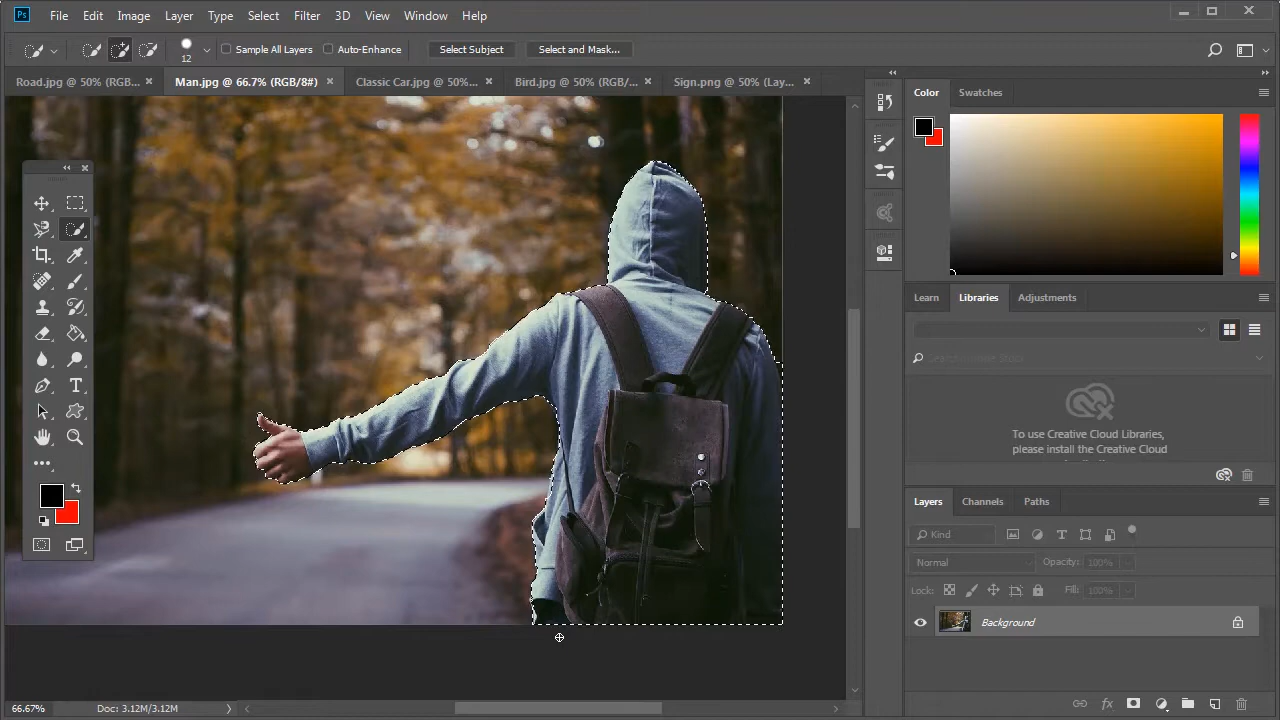 Ps File Edit Image Layer Type Select Filter 3D View Window Help
12 Sample All Layers Auto-Enhance Select Subject Select and Mask...
Road.jpg @ 50% (RGB... Man.jpg @ 66.7% (RGB/8#) Classic Car.jpg @ 50%... Bird.jpg @ 50% (RGB/... Sign.png @ 50% (Lay...
Color Swatches
Learn Libraries Adjustments
To use Creative Cloud Libraries,
please install the Creative Cloud
Layers Channels Paths
Kind
Normal Opacity: 100%
Lock: Fill: 100%
Background
66.67% Doc: 3.12M/3.12M